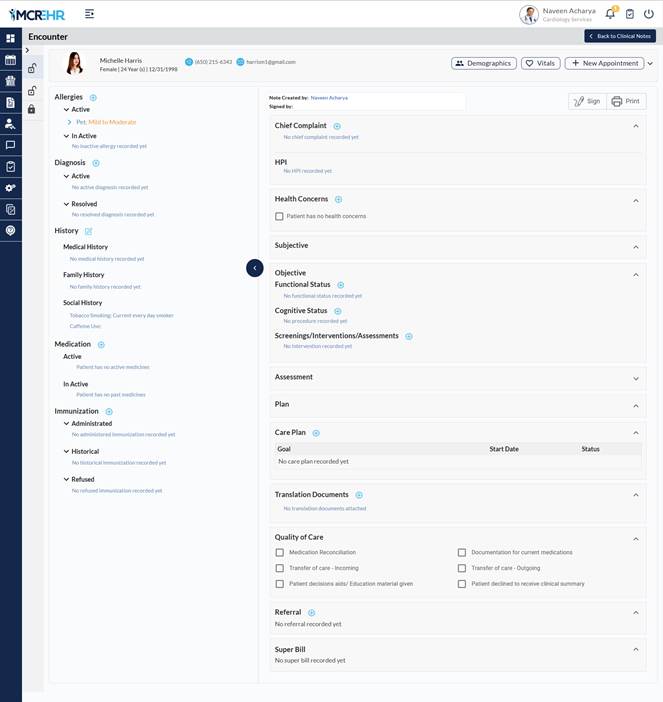 iMCREHR
Naveen Acharya
Cardiology Services
Encounter
Back to Clinical Notes
Michelle Harris
Female | 24 Year (s) | 12/31/1998
(650) 215-6343
harrism1@gmail.com
Demographics
Vitals
New Appointment
Allergies
Active
Pet, Mild to Moderate
In Active
No inactive allergy recorded yet
Diagnosis
Active
No active diagnosis recorded yet
Resolved
No resolved diagnosis recorded yet
History
Medical History
No medical history recorded yet
Family History
No family history recorded yet
Social History
Tobacco Smoking: Current every day smoker
Caffeine Use:
Medication
Active
Patient has no active medicines
In Active
Patient has no past medicines
Immunization
Administrated
No administered immunization recorded yet
Historical
No historical immunization recorded yet
Refused
No refused immunization recorded yet
Note Created by: Naveen Acharya
Signed by:
Sign
Print
Chief Complaint
No chief complaint recorded yet
HPI
No HPI recorded yet
Health Concerns
Patient has no health concerns
Subjective
Objective
Functional Status
No functional status recorded yet
Cognitive Status
No procedure recorded yet
Screenings/Interventions/Assessments
No intervention recorded yet
Assessment
Plan
Care Plan
Goal Start Date Status
No care plan recorded yet
Translation Documents
No translation documents attached
Quality of Care
Medication Reconciliation
Documentation for current medications
Transfer of care - Incoming
Transfer of care - Outgoing
Patient decisions aids/ Education material given
Patient declined to receive clinical summary
Referral
No referral recorded yet
Super Bill
No super bill recorded yet